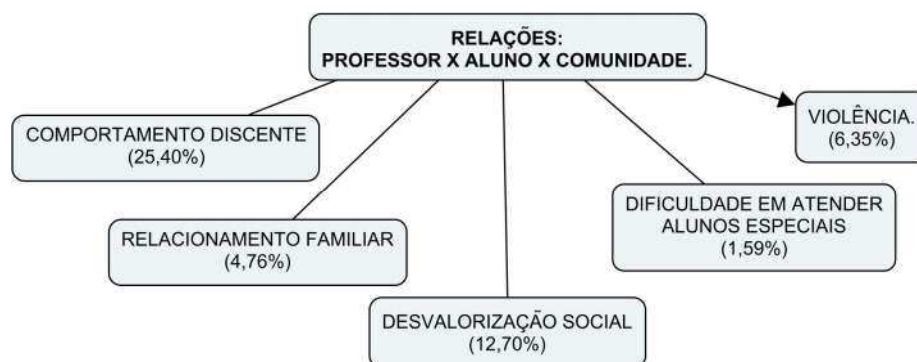 RELAÇÕES:
PROFESSOR X ALUNO X COMUNIDADE.
COMPORTAMENTO DISCENTE
(25,40%)
RELACIONAMENTO FAMILIAR
(4,76%)
DESVALORIZAÇÃO SOCIAL
(12,70%)
DIFICULDADE EM ATENDER
ALUNOS ESPECIAIS
(1,59%)
VIOLÊNCIA.
(6,35%)